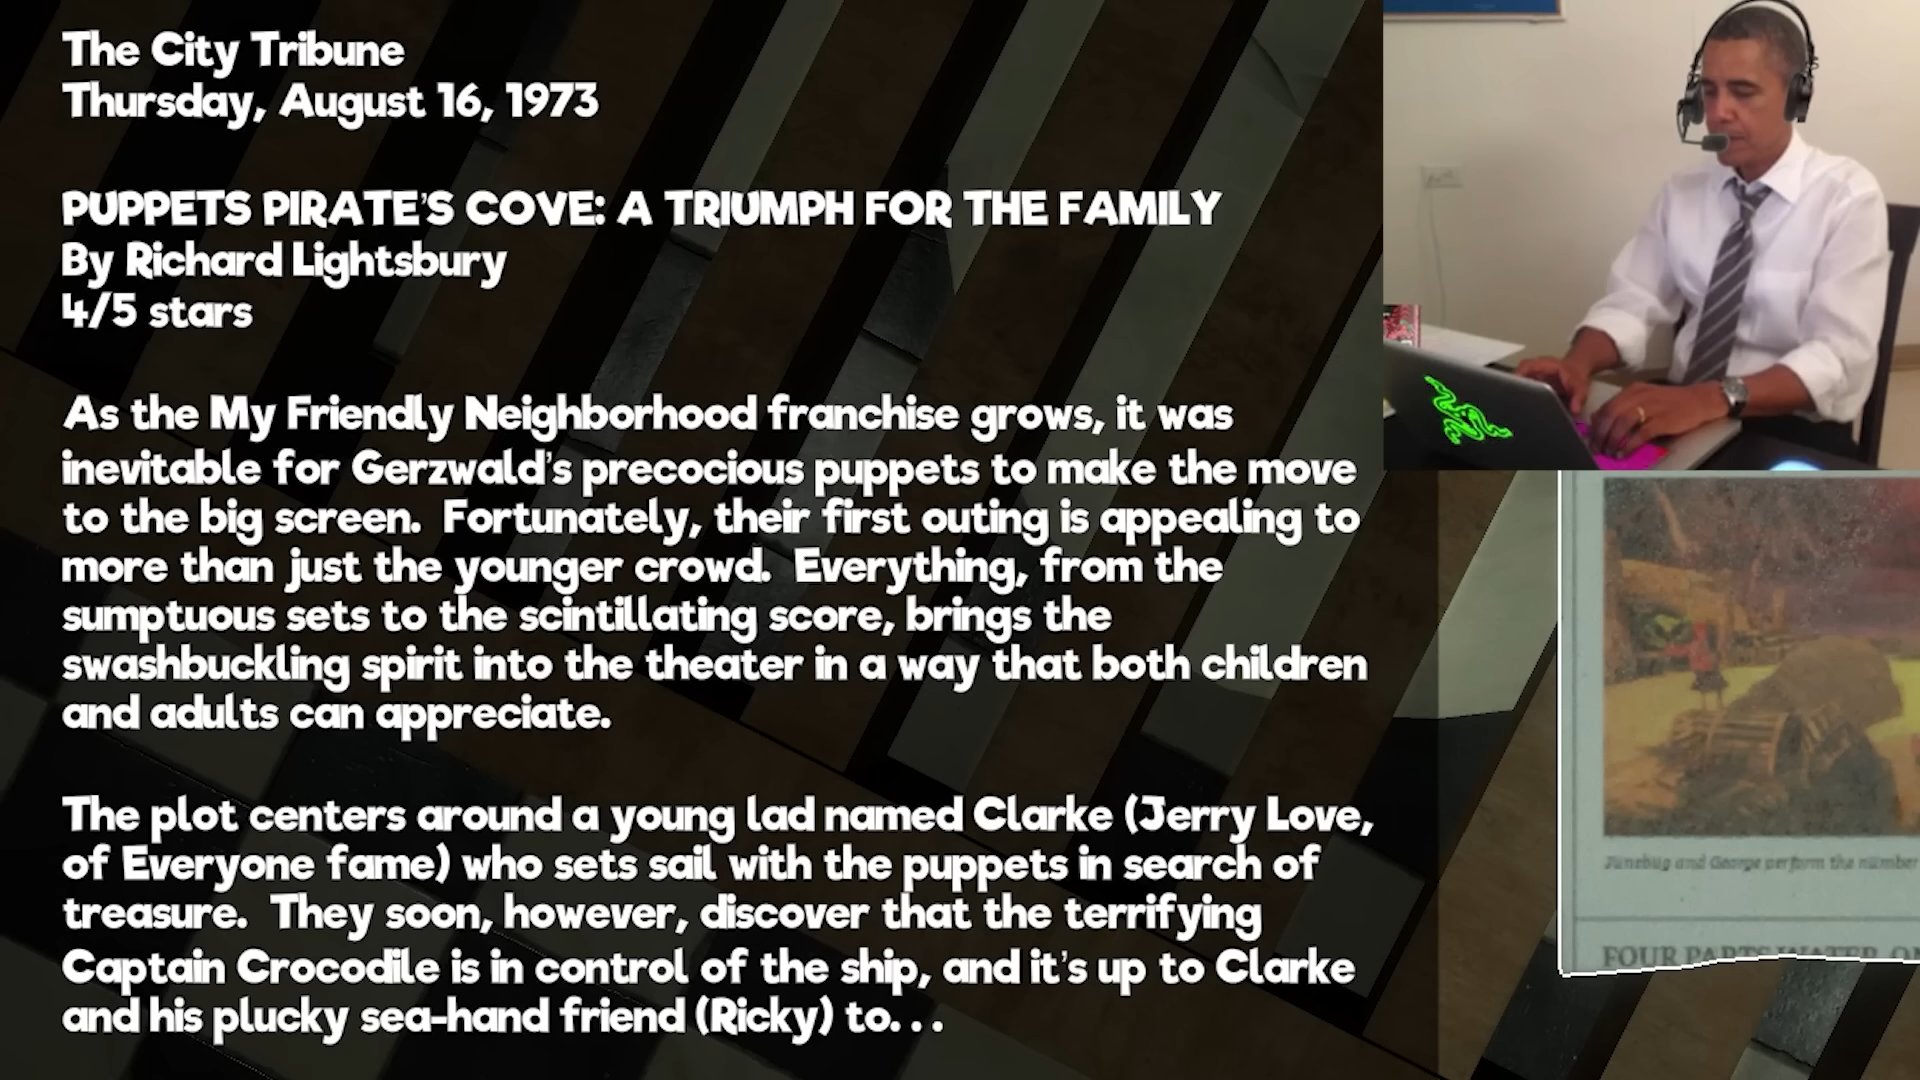 The City Tribune
Thursday, August 16, 1973
PUPPETS PIRATE'S COVE: A TRIUMPH FOR THE FAMILY
By Richard Lightsbury
4/5 stars
As the My Friendly Neighborhood franchise grows, it was
inevitable for Gerzwald's precocious puppets to make the move
to the big screen.  Fortunately, their first outing is appealing to
more than just the younger crowd.  Everything, from the
sumptuous sets to the scintillating score, brings the
swashbuckling spirit into the theater in a way that both children
and adults can appreciate.
The plot centers around a young lad named Clarke (Jerry Love,
of Everyone fame) who sets sail with the puppets in search of
treasure.  They soon, however, discover that the terrifying
Captain Crocodile is in control of the ship, and it's up to Clarke
and his plucky sea-hand friend (Ricky) to...
Junebug and George perform the number
FOUR PARTS WATER, ON